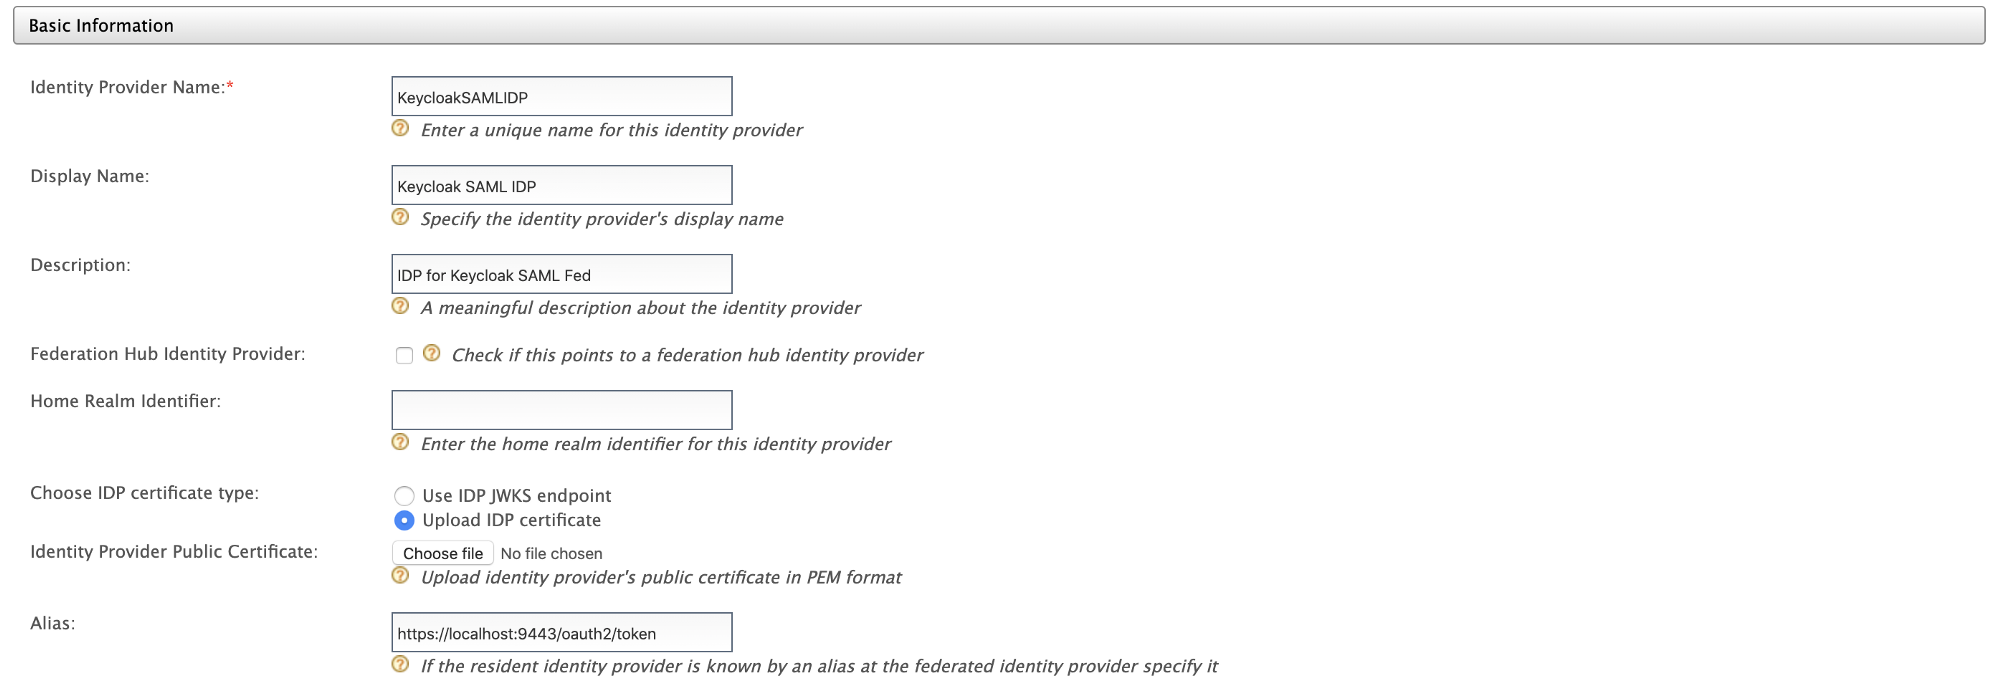 Basic Information
Identity Provider Name:*
KeycloakSAMLIDP
Enter a unique name for this identity provider
Display Name:
Keycloak SAML IDP
Specify the identity provider's display name
Description:
IDP for Keycloak SAML Fed
A meaningful description about the identity provider
Federation Hub Identity Provider:
Check if this points to a federation hub identity provider
Home Realm Identifier:
Enter the home realm identifier for this identity provider
Choose IDP certificate type:
Use IDP JWKS endpoint
Upload IDP certificate
Identity Provider Public Certificate:
Choose file No file chosen
Upload identity provider's public certificate in PEM format
Alias:
https://localhost:9443/oauth2/token
If the resident identity provider is known by an alias at the federated identity provider specify it